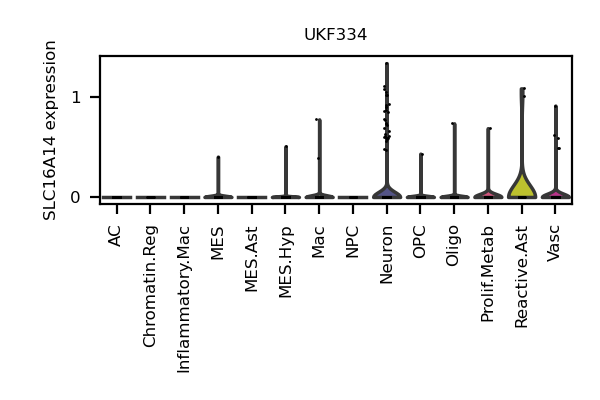 UKF334
SLC16A14 expression
1
0
AC
Chromatin.Reg
Inflammatory.Mac
MES
MES.Ast
MES.Hyp
Mac
NPC
Neuron
OPC
Oligo
Prolif.Metab
Reactive.Ast
Vasc